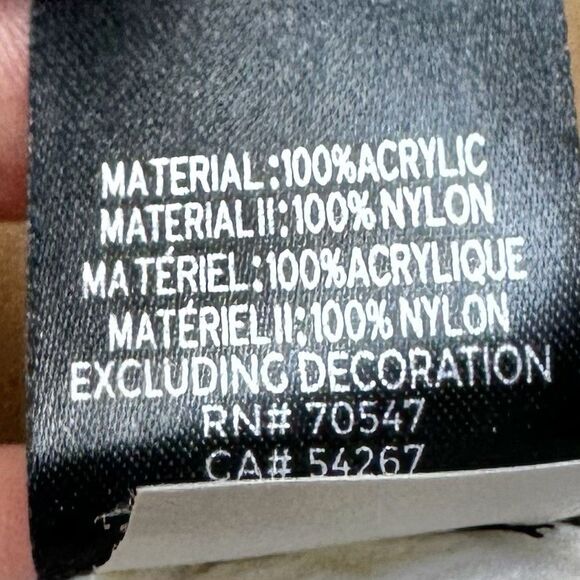 MATERIAL:100%ACRYLIC
MATERIAL II:100% NYLON
MATÉRIEL:100%ACRYLIQUE
MATÉRIEL II:100% NYLON
EXCLUDING DECORATION
RN# 70547
CA# 54267